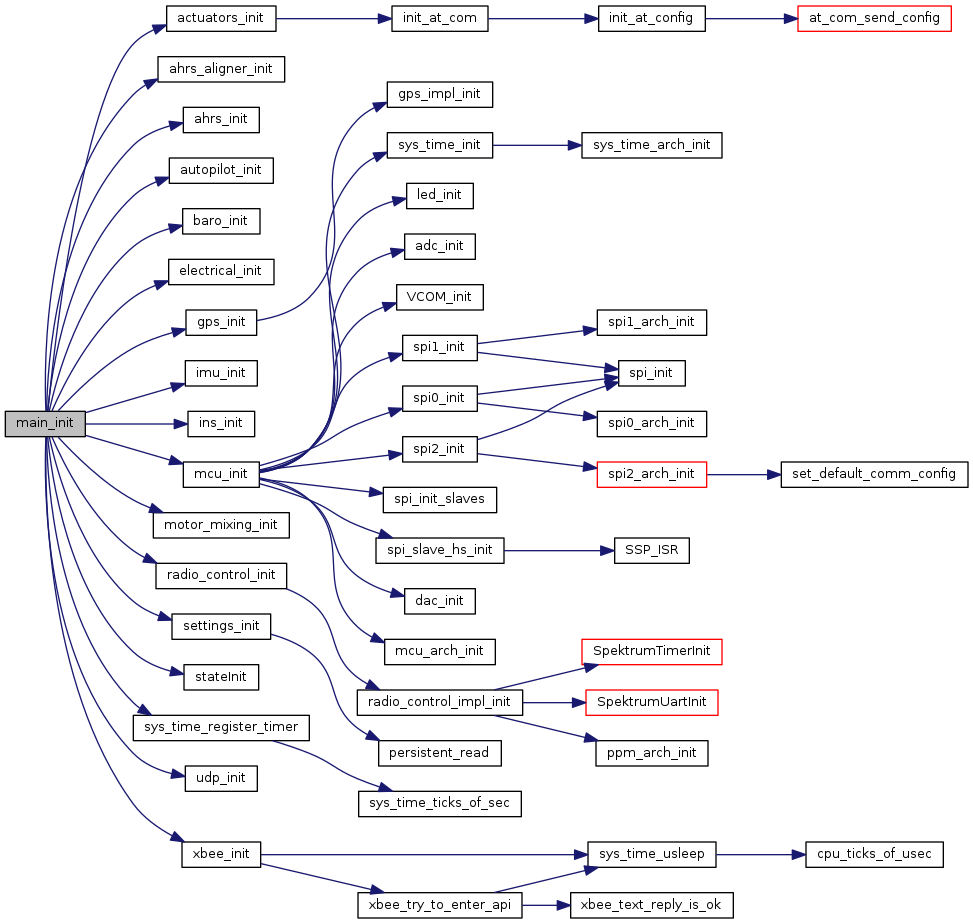 actuators_init
init_at_com
init_at_config
at_com_send_config
ahrs_aligner_init
gps_impl_init
ahrs_init
sys_time_init
sys_time_arch_init
autopilot_init
led_init
baro_init
adc_init
electrical_init
VCOM_init
gps_init
spi1_init
spi1_arch_init
imu_init
spi_init
spi0_init
main_init
ins_init
spi0_arch_init
spi2_init
mcu_init
spi2_arch_init
set_default_comm_config
spi_init_slaves
motor_mixing_init
spi_slave_hs_init
SSP_ISR
radio_control_init
dac_init
settings_init
mcu_arch_init
SpektrumTimerInit
stateInit
radio_control_impl_init
SpektrumUartInit
sys_time_register_timer
persistent_read
ppm_arch_init
udp_init
sys_time_ticks_of_sec
xbee_init
sys_time_usleep
cpu_ticks_of_usec
xbee_try_to_enter_api
xbee_text_reply_is_ok